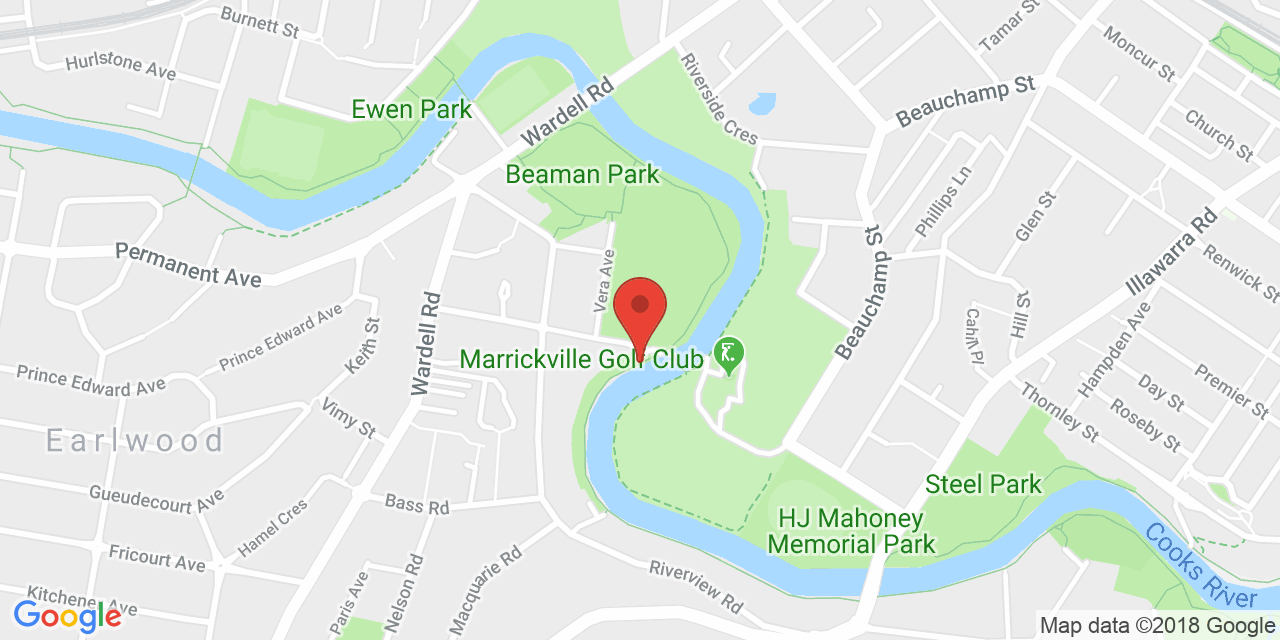 Burnett St
Hurlstone Ave
Ewen Park
Wardell Rd
Riverside Cres
Tamar St
Moncur St
Beauchamp St
Church St
Beaman Park
Phillips Ln
Glen St
Illawarra Rd
Renwick St
Permanent Ave
Vera Ave
Beauchamp St
Prince Edward Ave
Keith St
Wardell Rd
Hill St
Cahill Pl
Hampden Ave
Marrickville Golf Club
Prince Edward Ave
Premier St
Day St
Roseby St
Thornley St
Vimy St
Earlwood
Gueudecourt Ave
Bass Rd
Steel Park
HJ Mahoney
Memorial Park
Hamel Cres
Fricourt Ave
Cooks River
Paris Ave
Nelson Rd
Macquarie Rd
Riverview Rd
Kitchener Ave
Google
Map data ©2018 Google